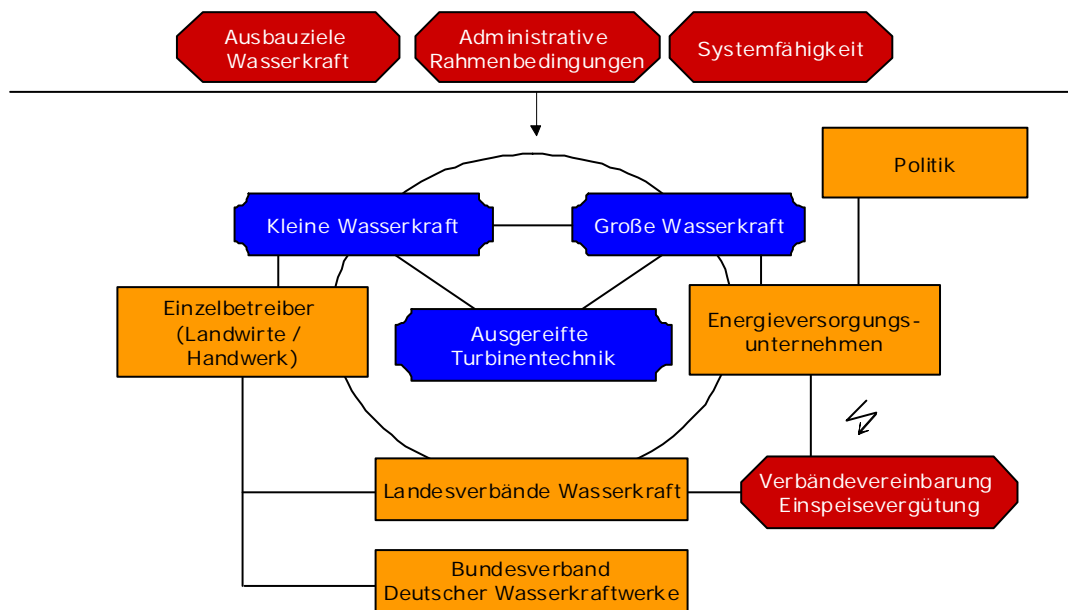 Ausbauziele
Wasserkraft
Administrative
Rahmenbedingungen
Systemfähigkeit
Politik
Kleine Wasserkraft
Große Wasserkraft
Einzelbetreiber
(Landwirte /
Handwerk)
Ausgereifte
Turbinentechnik
Energieversorgungs-
unternehmen
Landesverbände Wasserkraft
Verbändevereinbarung
Einspeisevergütung
Bundesverband
Deutscher Wasserkraftwerke